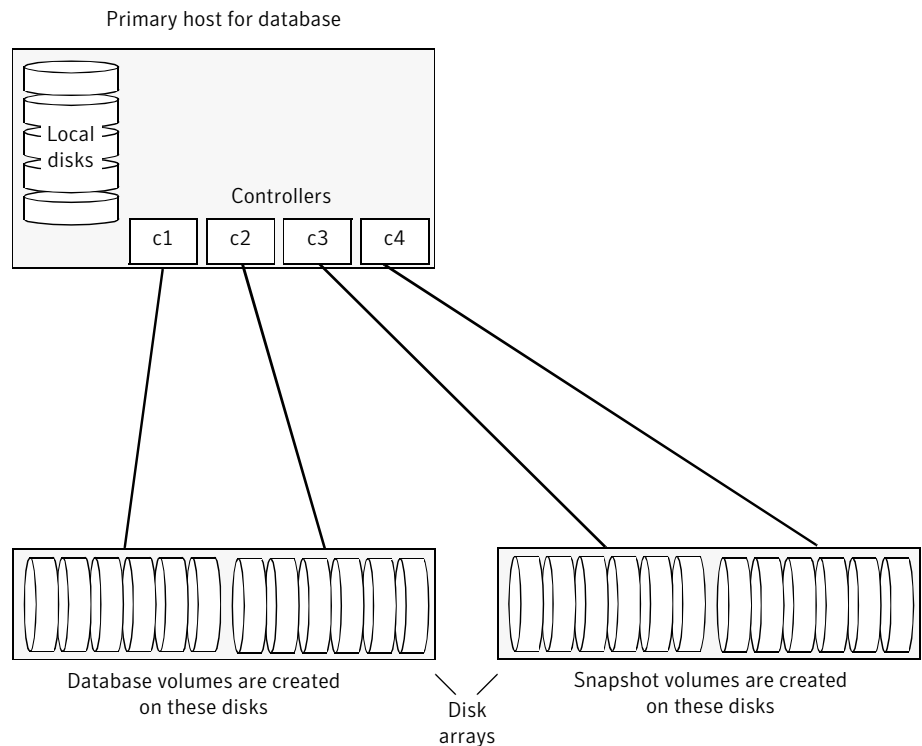 Primary host for database
Local
disks
Controllers
c1
c2
c3
c4
Database volumes are created
on these disks
Snapshot volumes are created
on these disks
Disk
arrays